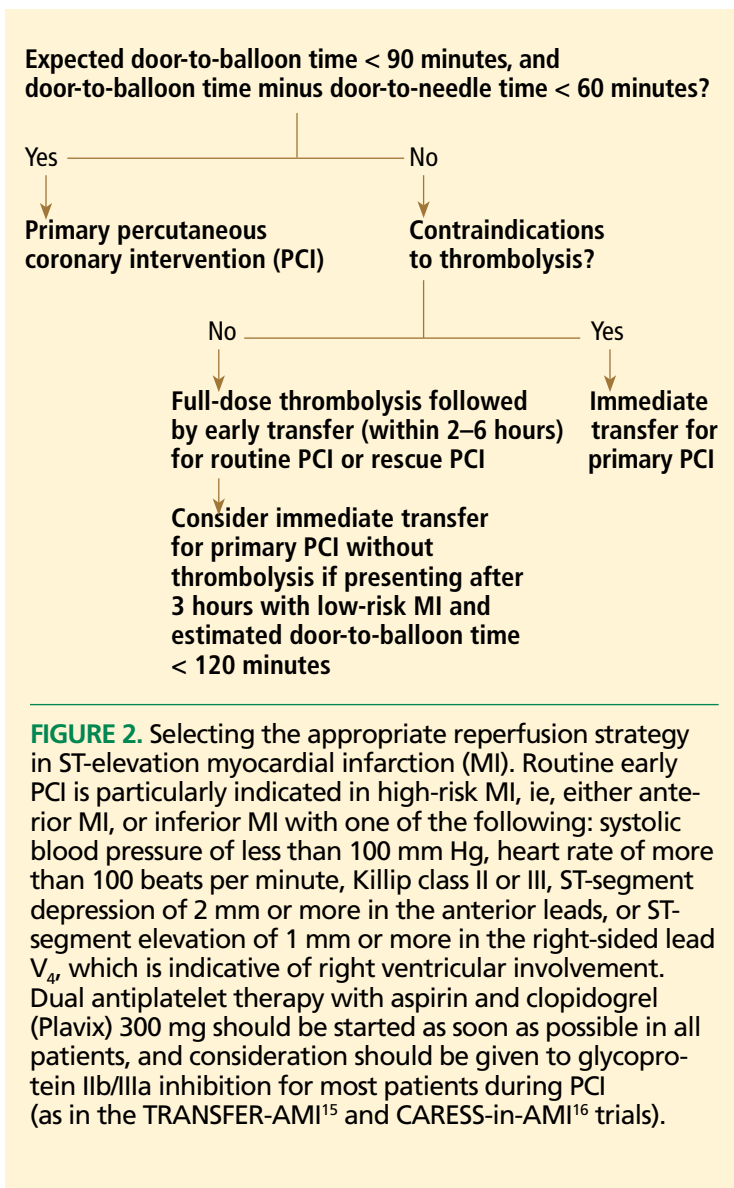 Expected door-to-balloon time < 90 minutes, and
door-to-balloon time minus door-to-needle time < 60 minutes?
Yes
No
Primary percutaneous
coronary intervention (PCI)
Contraindications
to thrombolysis?
No
Yes
Full-dose thrombolysis followed
by early transfer (within 2–6 hours)
for routine PCI or rescue PCI
Immediate
transfer for
primary PCI
Consider immediate transfer
for primary PCI without
thrombolysis if presenting after
3 hours with low-risk MI and
estimated door-to-balloon time
< 120 minutes
FIGURE 2. Selecting the appropriate reperfusion strategy
in ST-elevation myocardial infarction (MI). Routine early
PCI is particularly indicated in high-risk MI, ie, either ante-
rior MI, or inferior MI with one of the following: systolic
blood pressure of less than 100 mm Hg, heart rate of more
than 100 beats per minute, Killip class II or III, ST-segment
depression of 2 mm or more in the anterior leads, or ST-
segment elevation of 1 mm or more in the right-sided lead
V4, which is indicative of right ventricular involvement.
Dual antiplatelet therapy with aspirin and clopidogrel
(Plavix) 300 mg should be started as soon as possible in all
patients, and consideration should be given to glycopro-
tein IIb/IIIa inhibition for most patients during PCI
(as in the TRANSFER-AMI15 and CARESS-in-AMI16 trials).